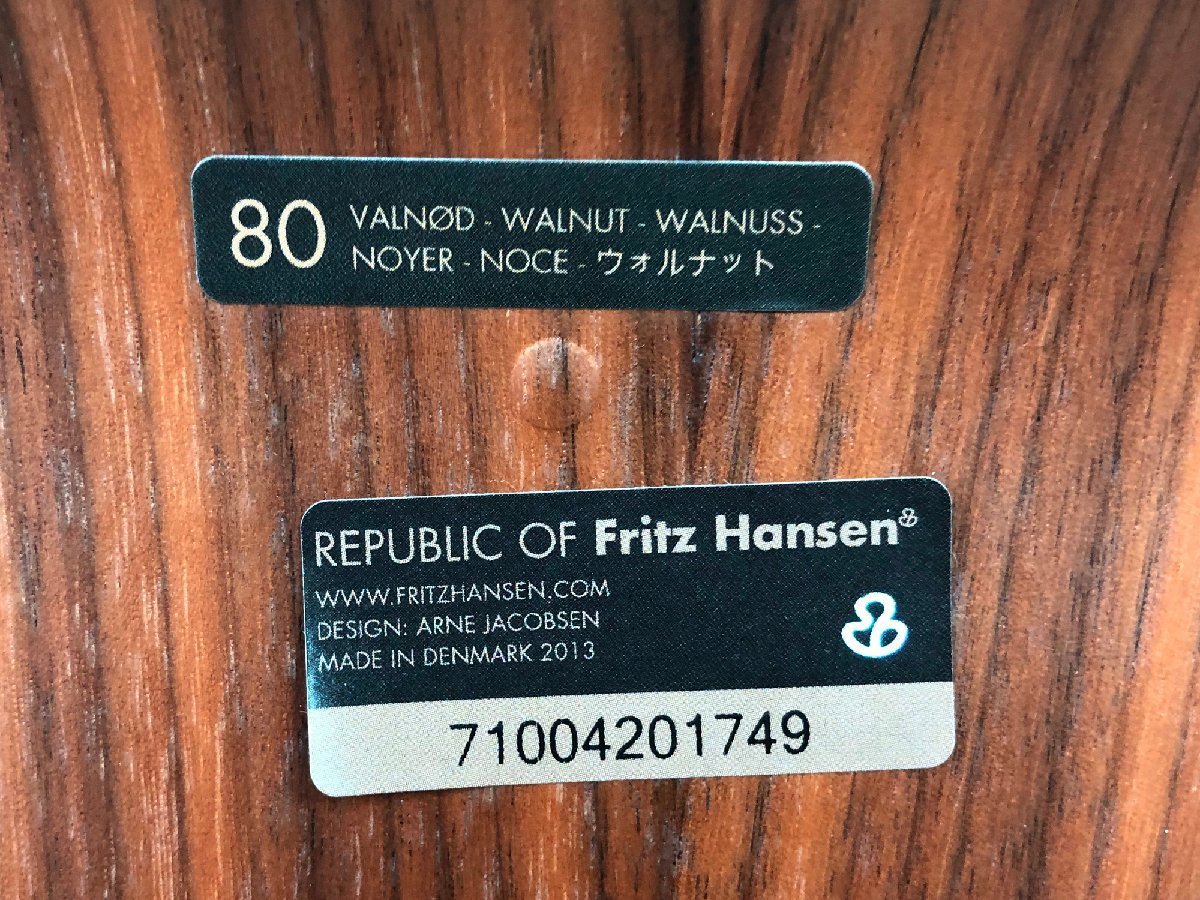 80 VALNØD - WALNUT - WALNUSS -
NOYER - NOCE - ウォルナット
REPUBLIC OF Fritz Hansen
WWW.FRITZHANSEN.COM
DESIGN: ARNE JACOBSEN
MADE IN DENMARK 2013
71004201749